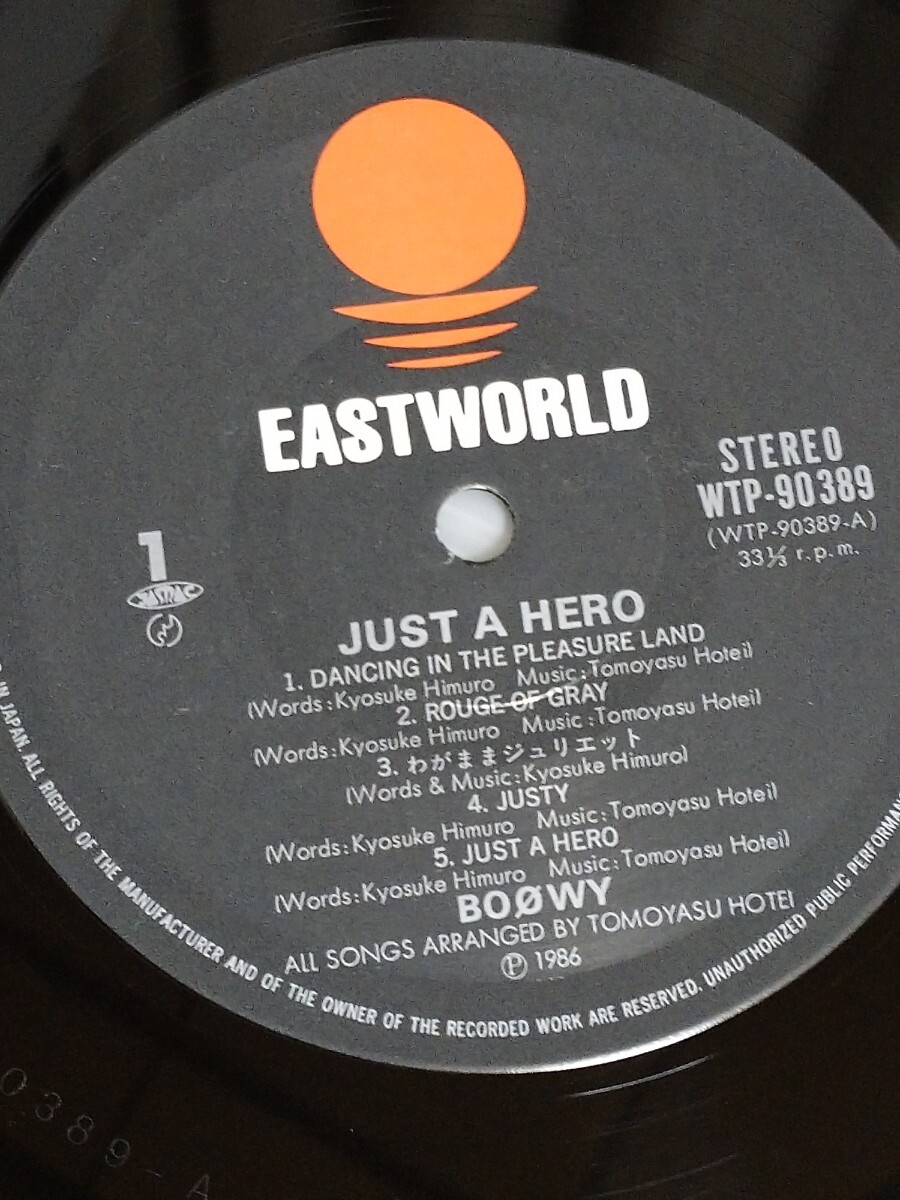 EASTWORLD
STEREO
WTP-90389
(WTP-90389-A)
33⅓ r.p.m.
1
JASRAC
JUST A HERO
1. DANCING IN THE PLEASURE LAND
(Words:Kyosuke Himuro Music:Tomoyasu Hotei)
2. ROUGE OF GRAY
(Words:Kyosuke Himuro Music:Tomoyasu Hotei)
3. わがままジュリエット
(Words & Music:Kyosuke Himuro)
4. JUSTY
(Words:Kyosuke Himuro Music:Tomoyasu Hotei)
5. JUST A HERO
(Words:Kyosuke Himuro Music:Tomoyasu Hotei)
BOØWY
ALL SONGS ARRANGED BY TOMOYASU HOTEI
Ⓟ 1986
IN JAPAN. ALL RIGHTS OF THE MANUFACTURER AND OF THE OWNER OF THE RECORDED WORK ARE RESERVED. UNAUTHORIZED PUBLIC PERFORMAN
0389-A